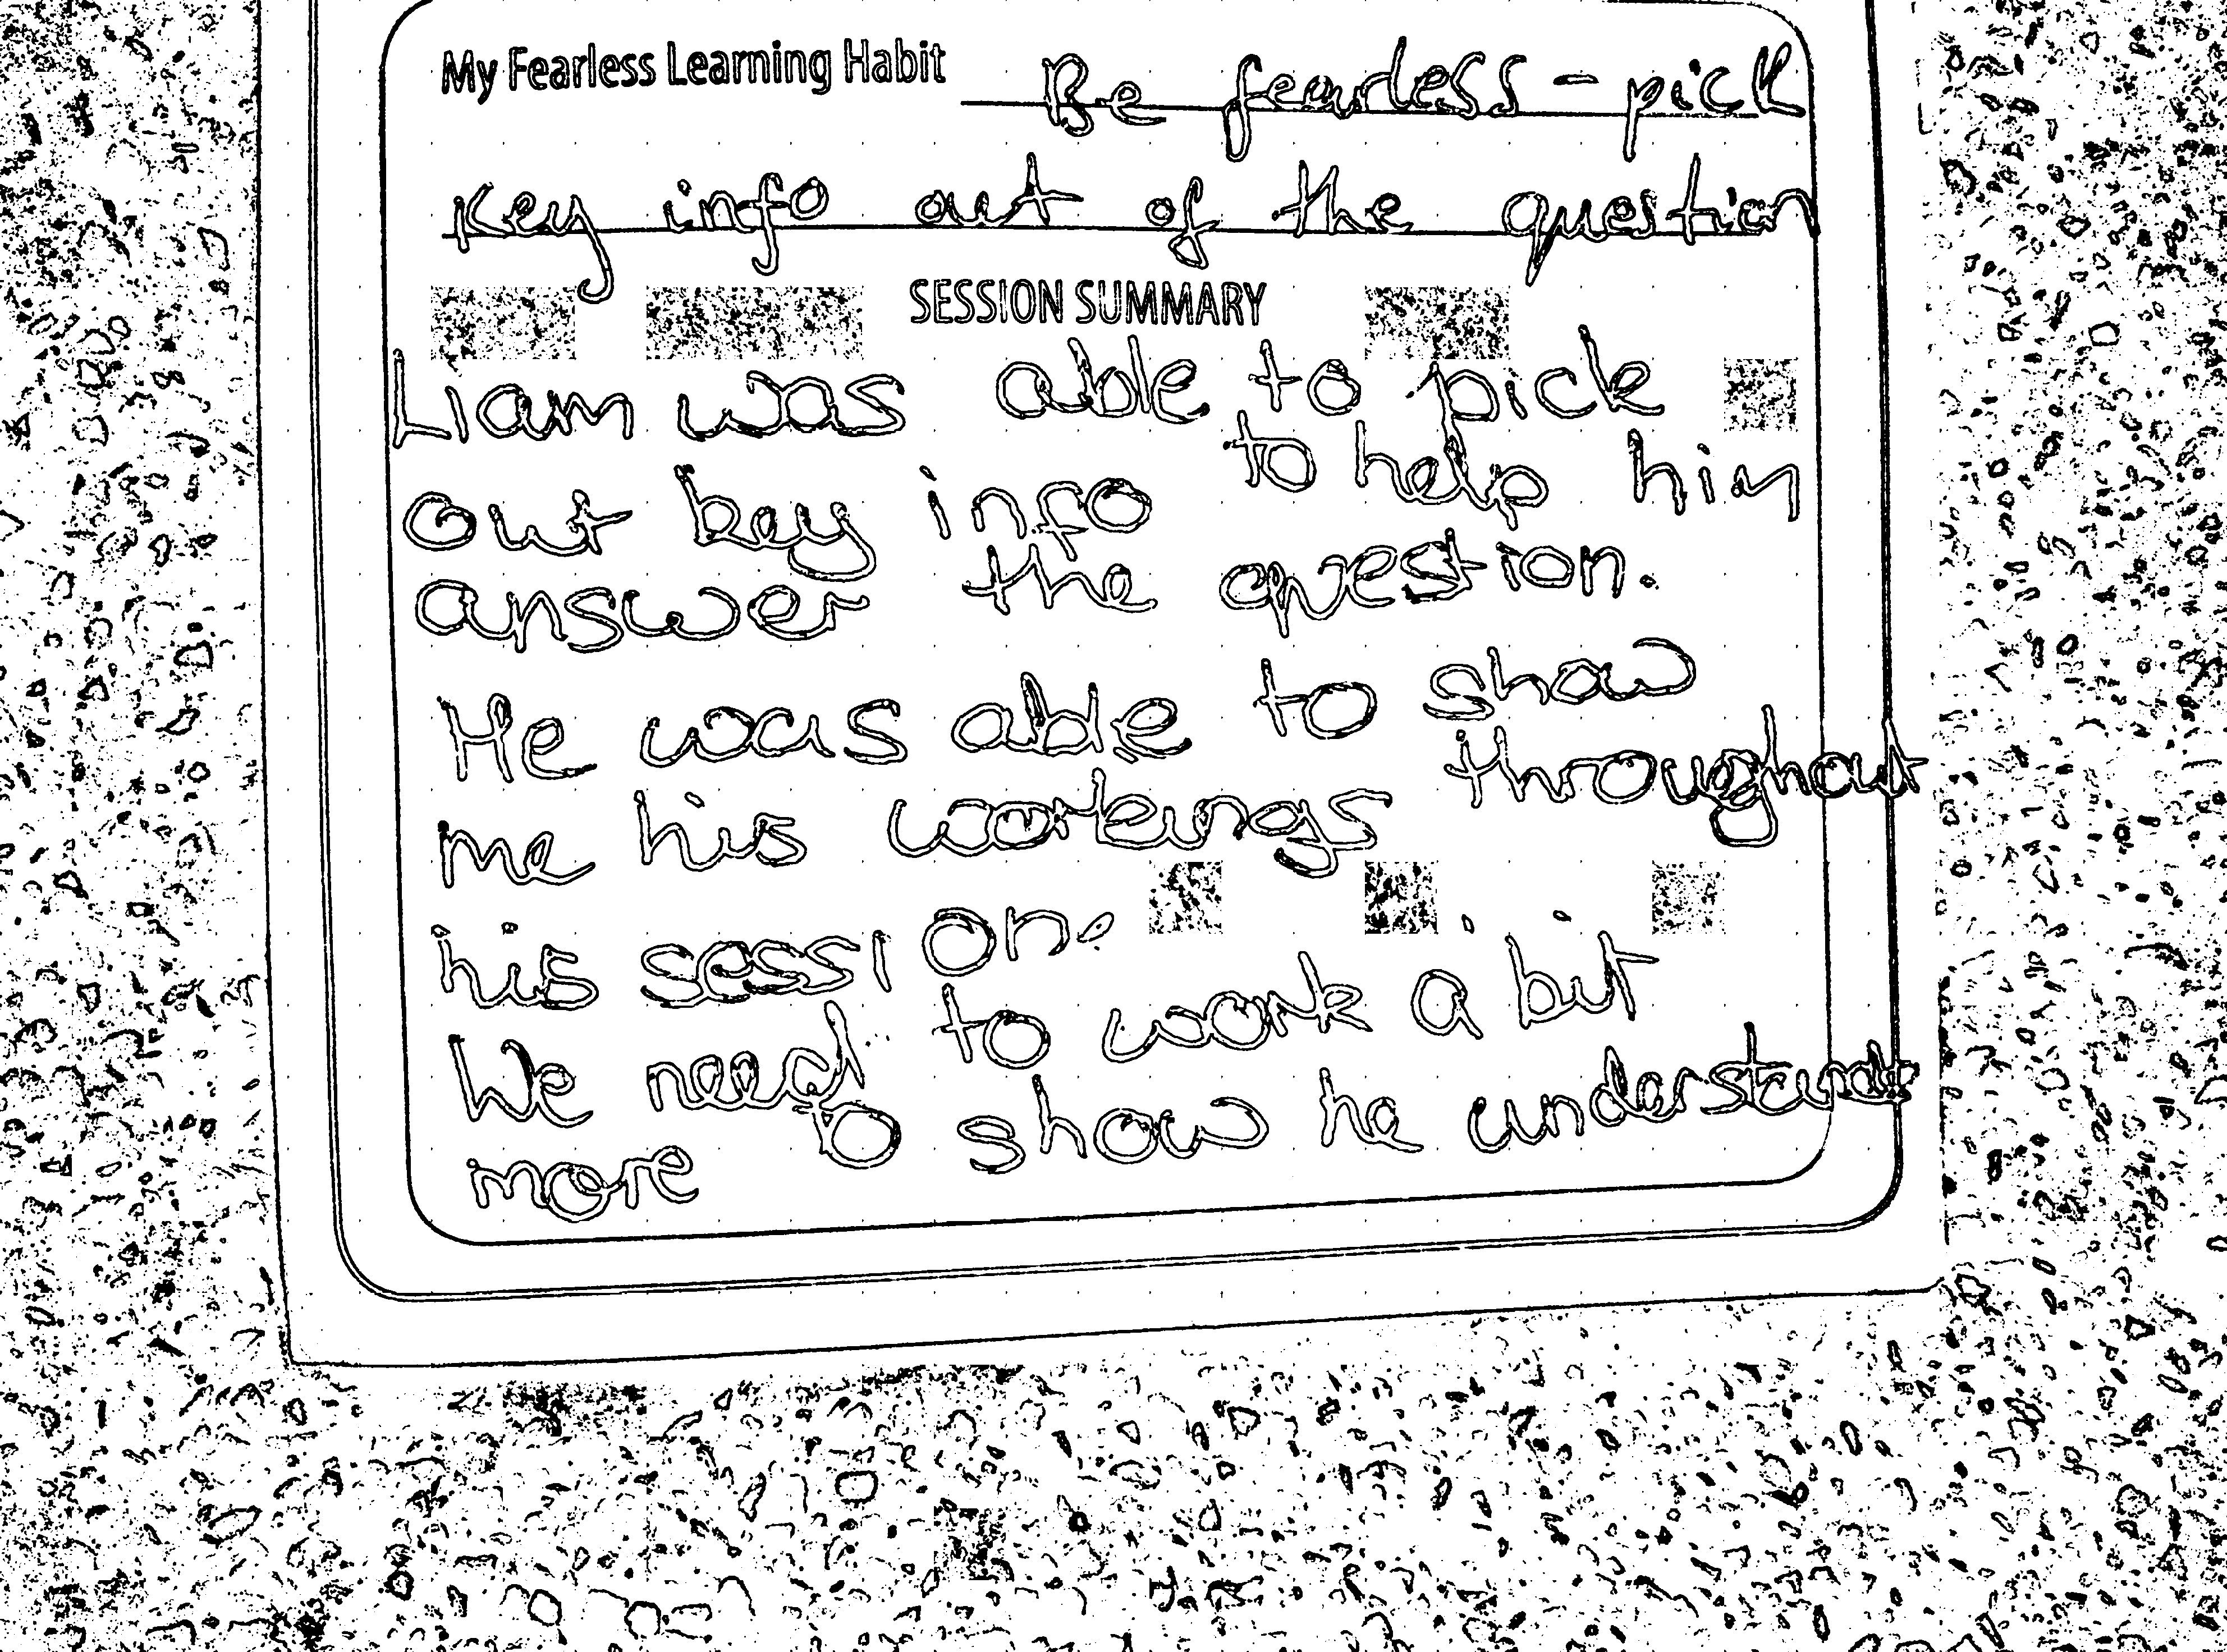 My Fearless Learning Habit Be fearless - pick
key info out of the question
SESSION SUMMARY
Liam was able to pick
out key info to help him
answer the question.
He was able to show
me his workings throughout
his session.
We need to work a bit
more to show he understands